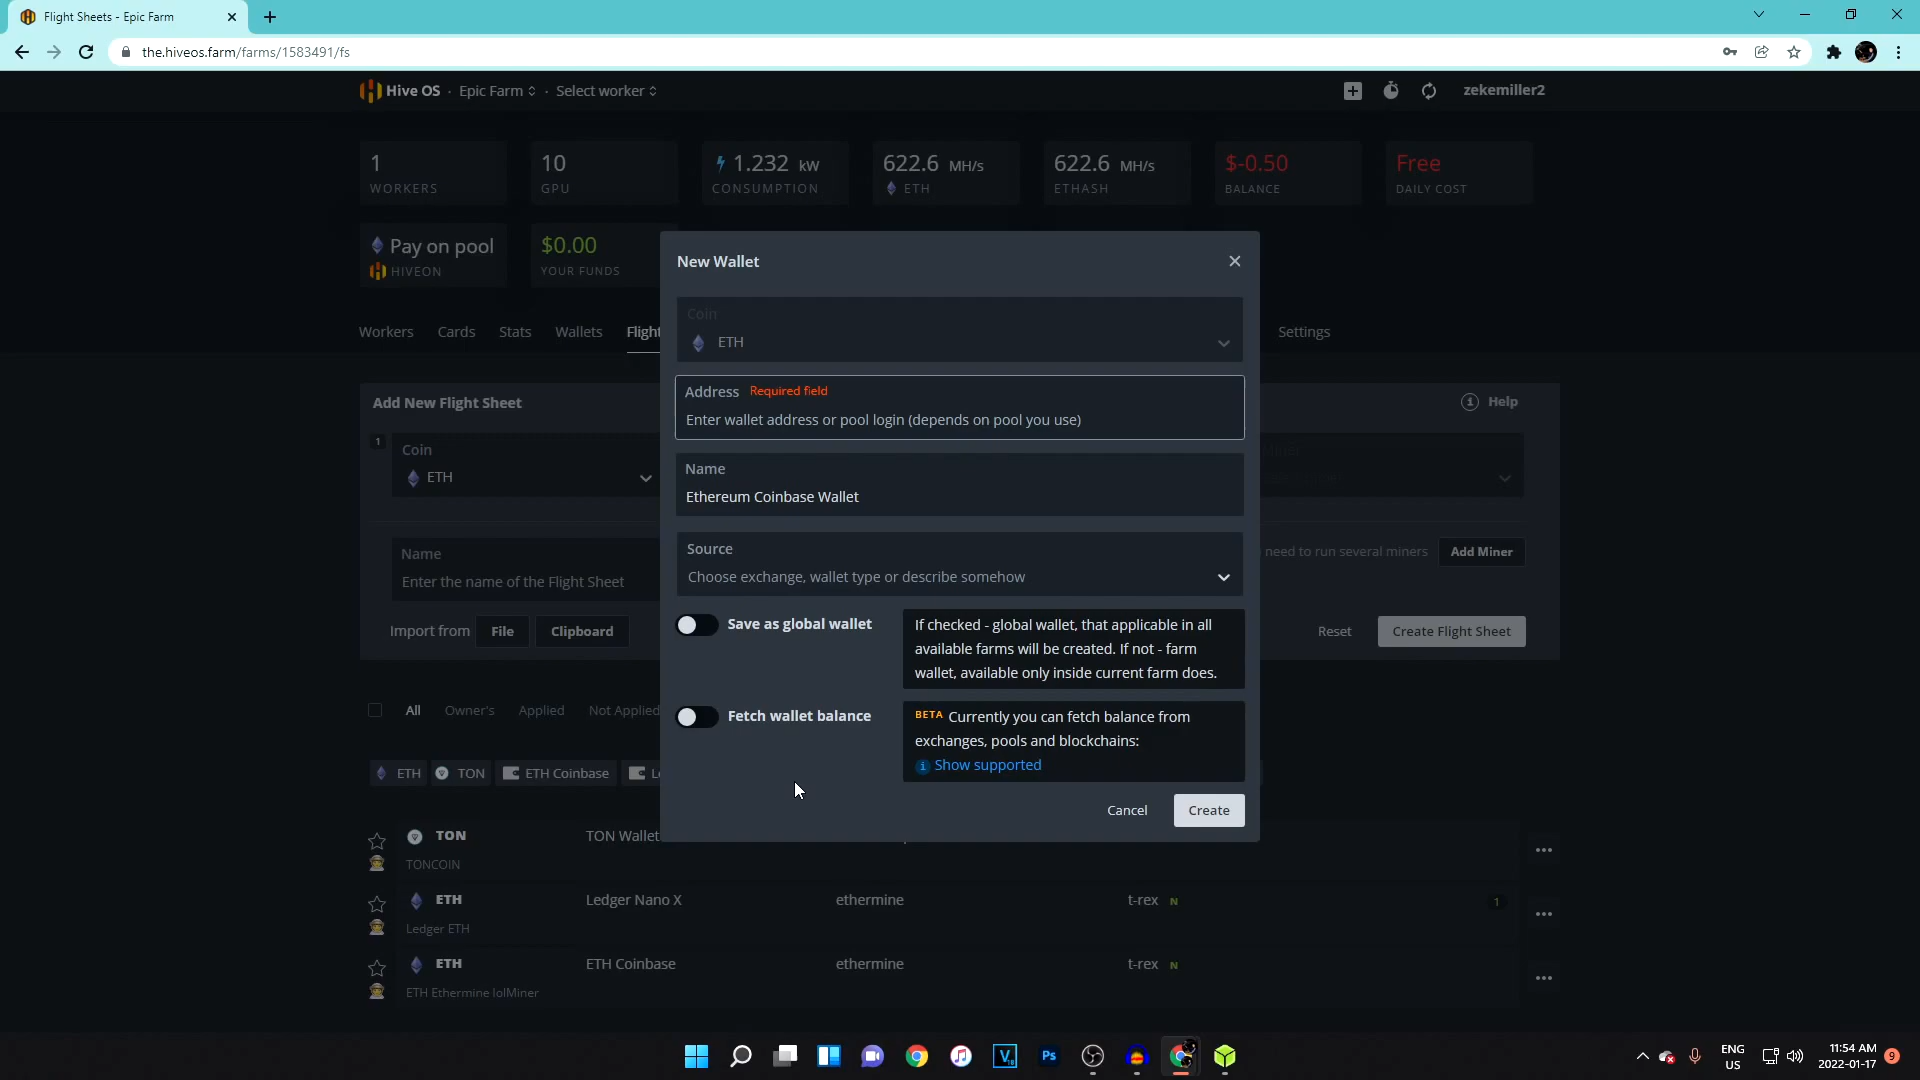 Flight Sheets - Epic Farm
the.hiveos.farm/farms/1583491/fs
Hive OS · Epic Farm · Select worker
zekemiller2
1
WORKERS
10
GPU
1.232 kW
CONSUMPTION
622.6 MH/s
ETH
622.6 MH/s
ETHASH
$-0.50
BALANCE
Free
DAILY COST
Pay on pool
HIVEON
$0.00
YOUR FUNDS
Workers Cards Stats Wallets Flight Settings
New Wallet
Coin
ETH
Address Required field
Enter wallet address or pool login (depends on pool you use)
Name
Ethereum Coinbase Wallet
Source
Choose exchange, wallet type or describe somehow
Save as global wallet
If checked - global wallet, that applicable in all
available farms will be created. If not - farm
wallet, available only inside current farm does.
Fetch wallet balance
BETA Currently you can fetch balance from
exchanges, pools and blockchains:
Show supported
Cancel Create
Add New Flight Sheet
Help
1
Coin
ETH
Miner
Name
Enter the name of the Flight Sheet
need to run several miners
Add Miner
Import from File Clipboard
Reset Create Flight Sheet
All Owner's Applied Not Applied
ETH TON ETH Coinbase
TON TON Wallet
TONCOIN
ETH Ledger Nano X ethermine t-rex N 1
Ledger ETH
ETH ETH Coinbase ethermine t-rex N
ETH Ethermine lolMiner
Ps
ENG
US
11:54 AM
2022-01-17
9